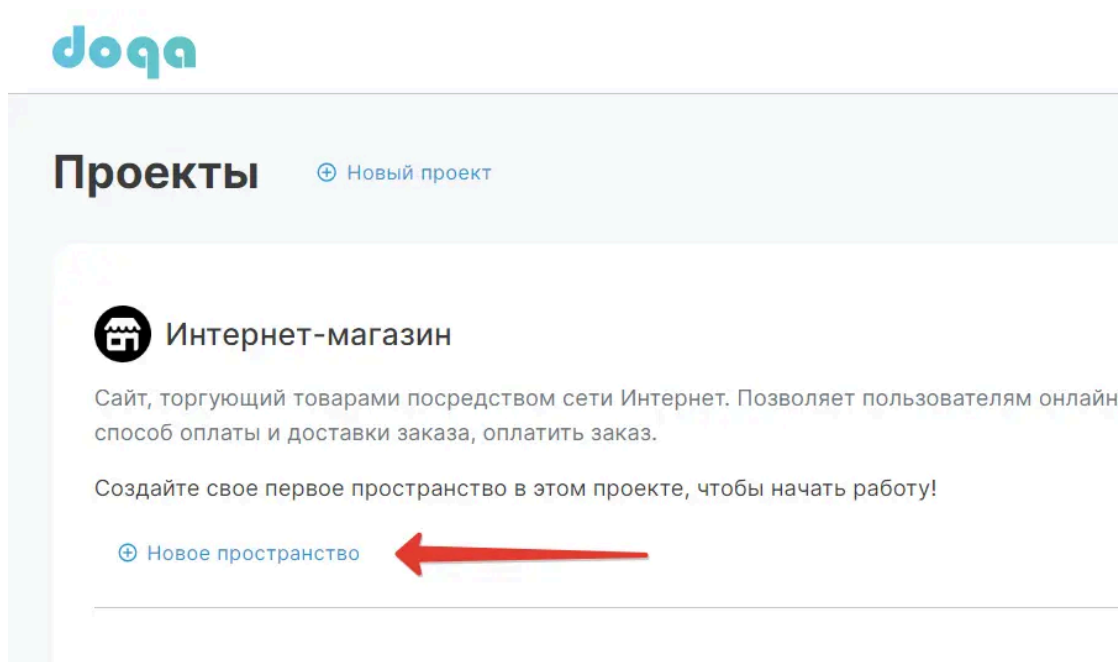 doqa
Проекты
Новый проект
Интернет-магазин
Сайт, торгующий товарами посредством сети Интернет. Позволяет пользователям онлайн
способ оплаты и доставки заказа, оплатить заказ.
Создайте свое первое пространство в этом проекте, чтобы начать работу!
Новое пространство